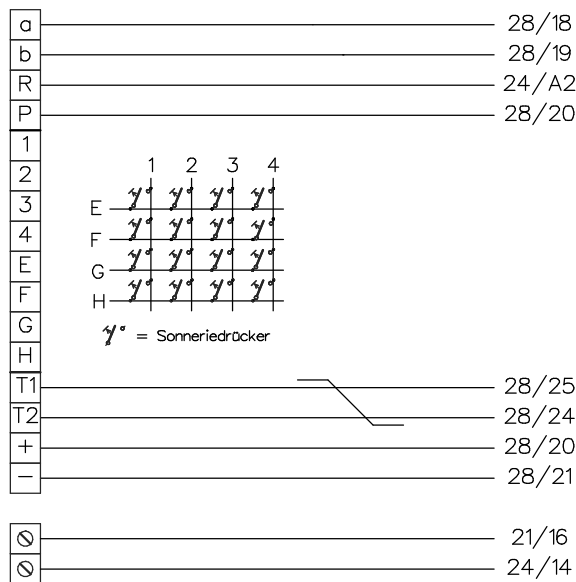 a 28/18
b 28/19
R 24/A2
P 28/20
1
2
3
4
E
F
G
H
1 2 3 4
E
F
G
H
= Sonneriedrücker
T1 28/25
T2 28/24
+ 28/20
− 28/21
21/16
24/14